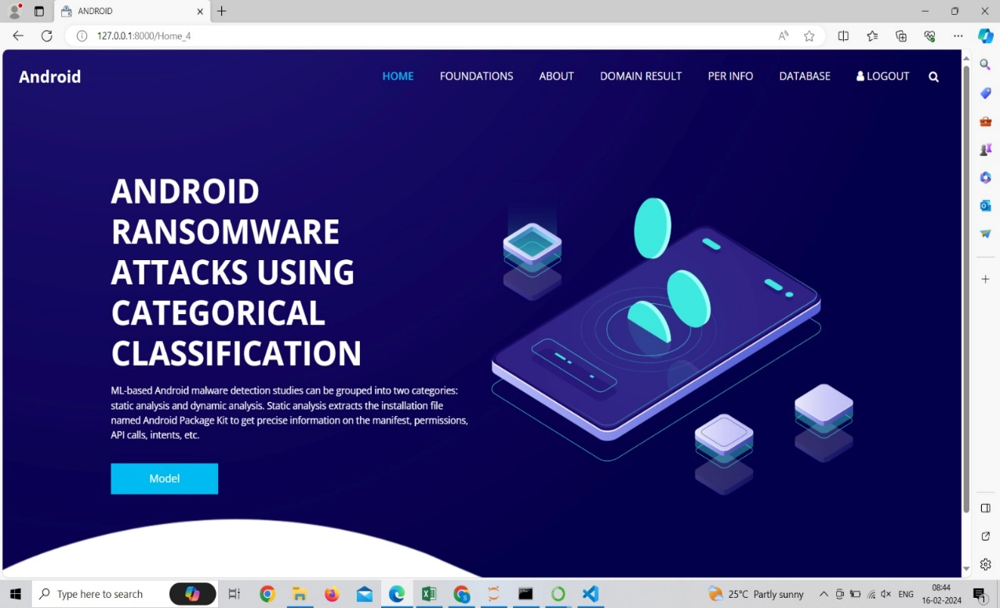 ANDROID
127.0.0.1:8000/Home_4
Android
HOME FOUNDATIONS ABOUT DOMAIN RESULT PER INFO DATABASE LOGOUT
ANDROID
RANSOMWARE
ATTACKS USING
CATEGORICAL
CLASSIFICATION
ML-based Android malware detection studies can be grouped into two categories:
static analysis and dynamic analysis. Static analysis extracts the installation file
named Android Package Kit to get precise information on the manifest, permissions,
API calls, intents, etc.
Model
Type here to search
25°C Partly sunny
ENG
08:44
16-02-2024
1